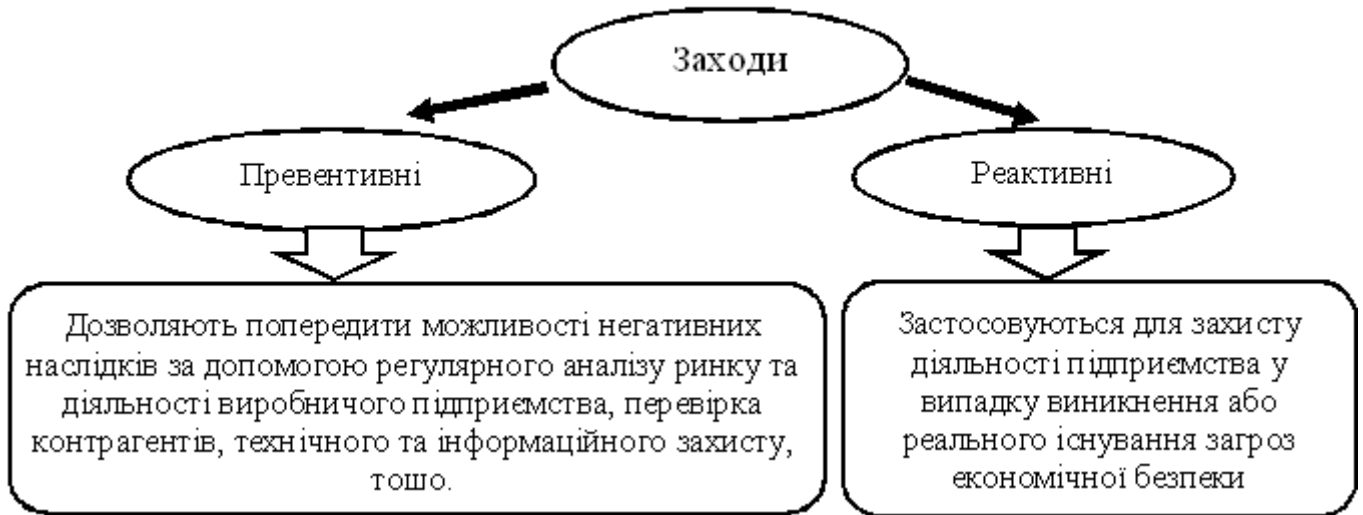 Заходи
Превентивні
Реактивні
Дозволяють попередити можливості негативних
наслідків за допомогою регулярного аналізу ринку та
діяльності виробничого підприємства, перевірка
контрагентів, технічного та інформаційного захисту,
тошо.
Застосовуються для захисту
діяльності підприємства у
випадку виникнення або
реального існування загроз
економічної безпеки